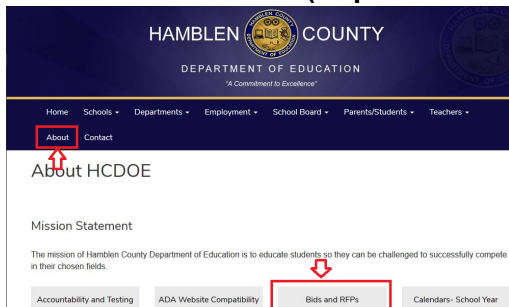 HAMBLEN COUNTY
DEPARTMENT OF EDUCATION
"A Commitment to Excellence"
Home Schools Departments Employment School Board Parents/Students Teachers
About Contact
About HCDOE
Mission Statement
The mission of Hamblen County Department of Education is to educate students so they can be challenged to successfully compete
in their chosen fields.
Accountability and Testing ADA Website Compatibility Bids and RFPs Calendars- School Year